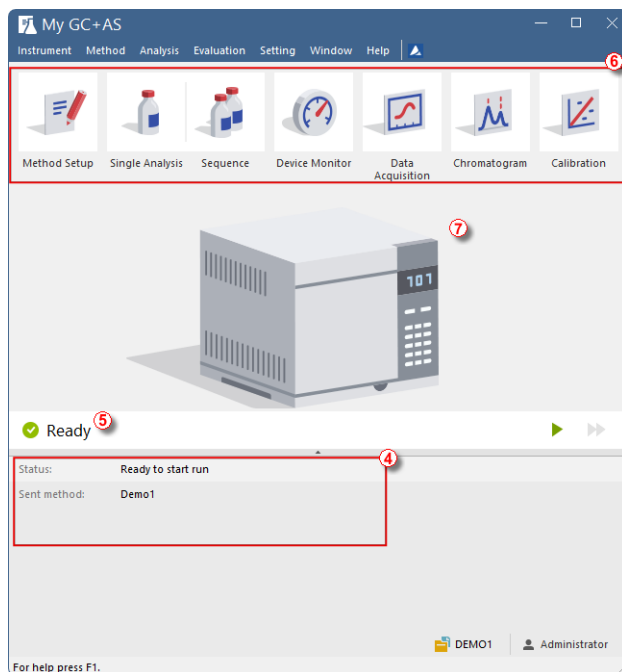 My GC+AS
Instrument Method Analysis Evaluation Setting Window Help
6
Method Setup Single Analysis Sequence Device Monitor Data Acquisition Chromatogram Calibration
7
101
Ready 5
4
Status: Ready to start run
Sent method: Demo1
DEMO1 Administrator
For help press F1.